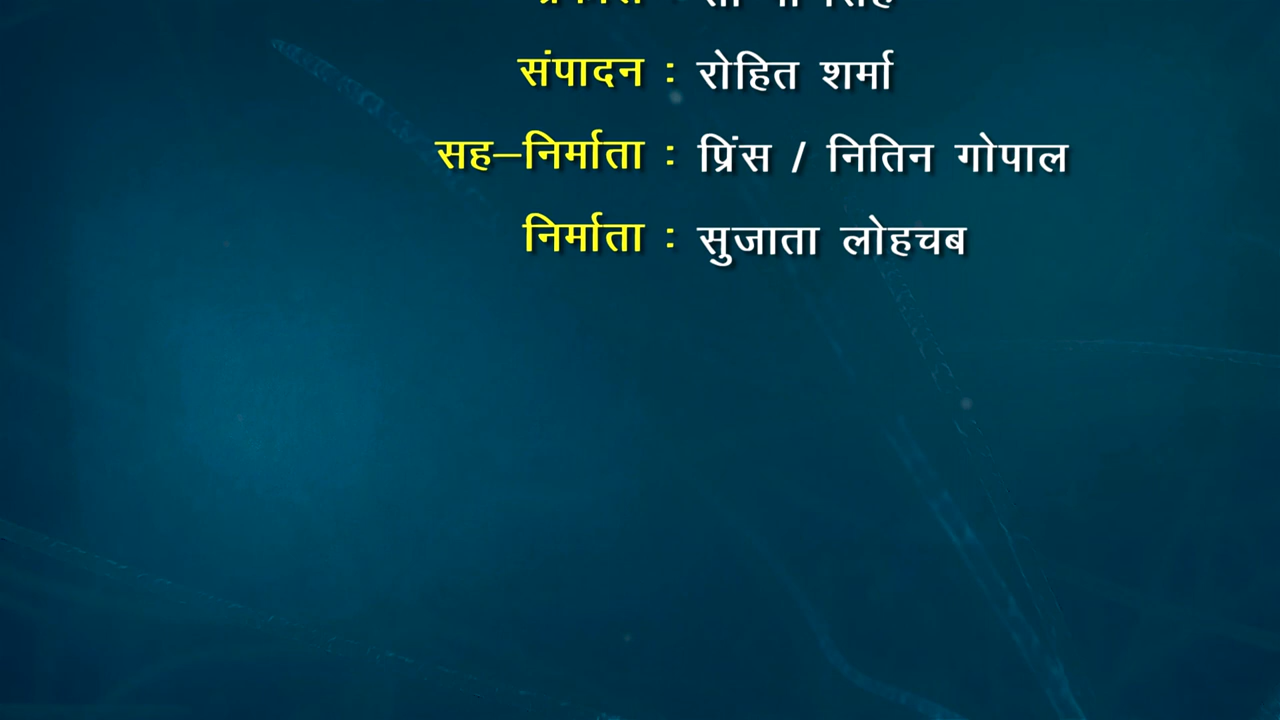 संपादन : रोहित शर्मा
सह–निर्माता : प्रिंस / नितिन गोपाल
निर्माता : सुजाता लोहचब